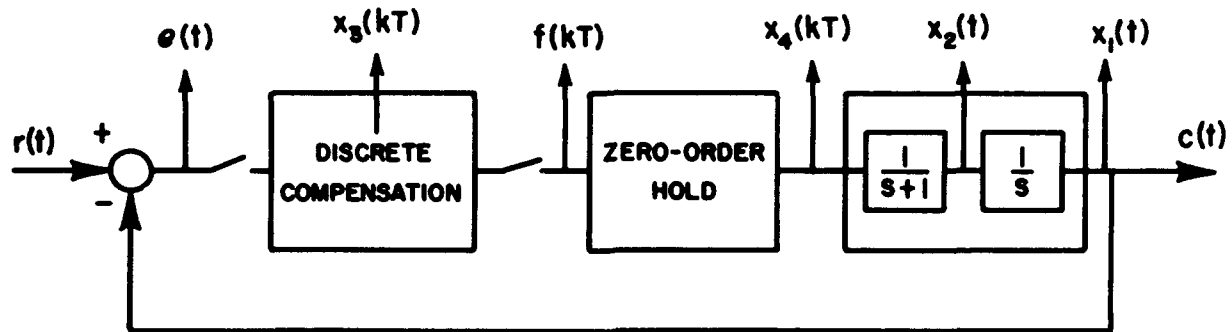 e(t)
x₃(kT)
f(kT)
x₄(kT)
x₂(t)
x₁(t)
r(t)
+
−
DISCRETE
COMPENSATION
ZERO-ORDER
HOLD
1
s+1
1
s
c(t)